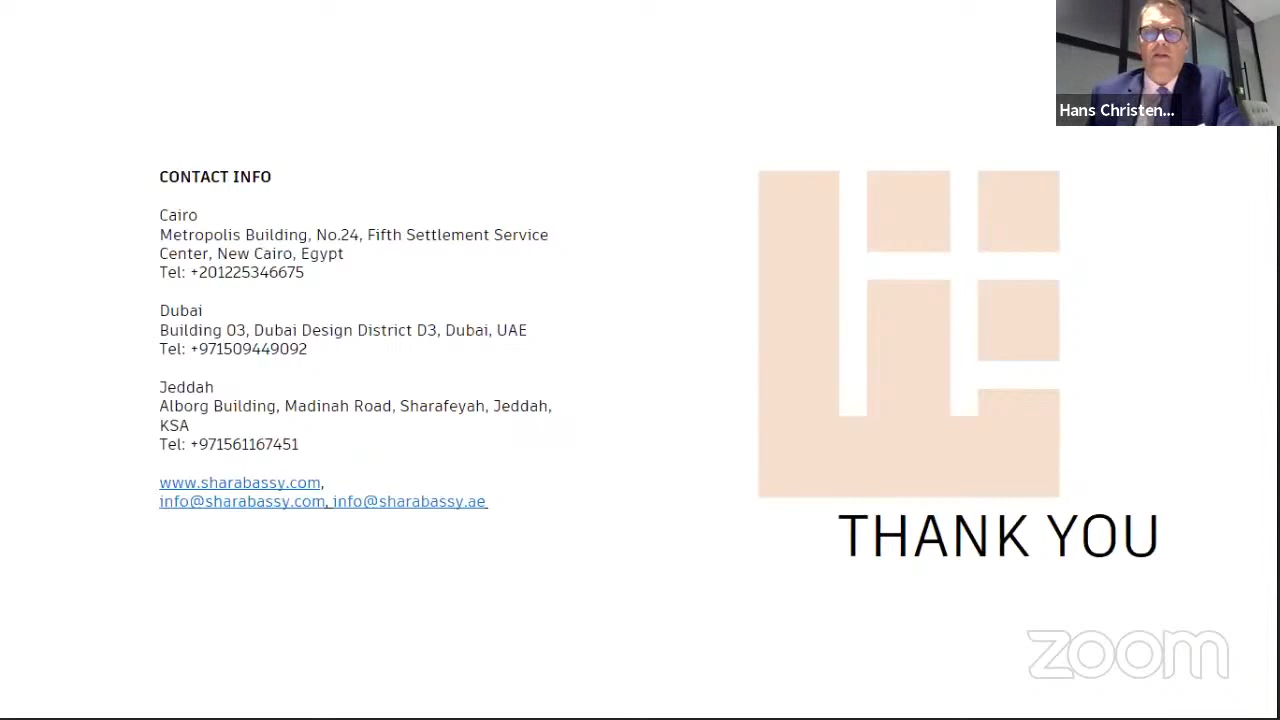 Hans Christen...
CONTACT INFO
Cairo
Metropolis Building, No.24, Fifth Settlement Service
Center, New Cairo, Egypt
Tel: +201225346675
Dubai
Building 03, Dubai Design District D3, Dubai, UAE
Tel: +971509449092
Jeddah
Alborg Building, Madinah Road, Sharafeyah, Jeddah,
KSA
Tel: +971561167451
www.sharabassy.com,
info@sharabassy.com, info@sharabassy.ae
THANK YOU
zoom